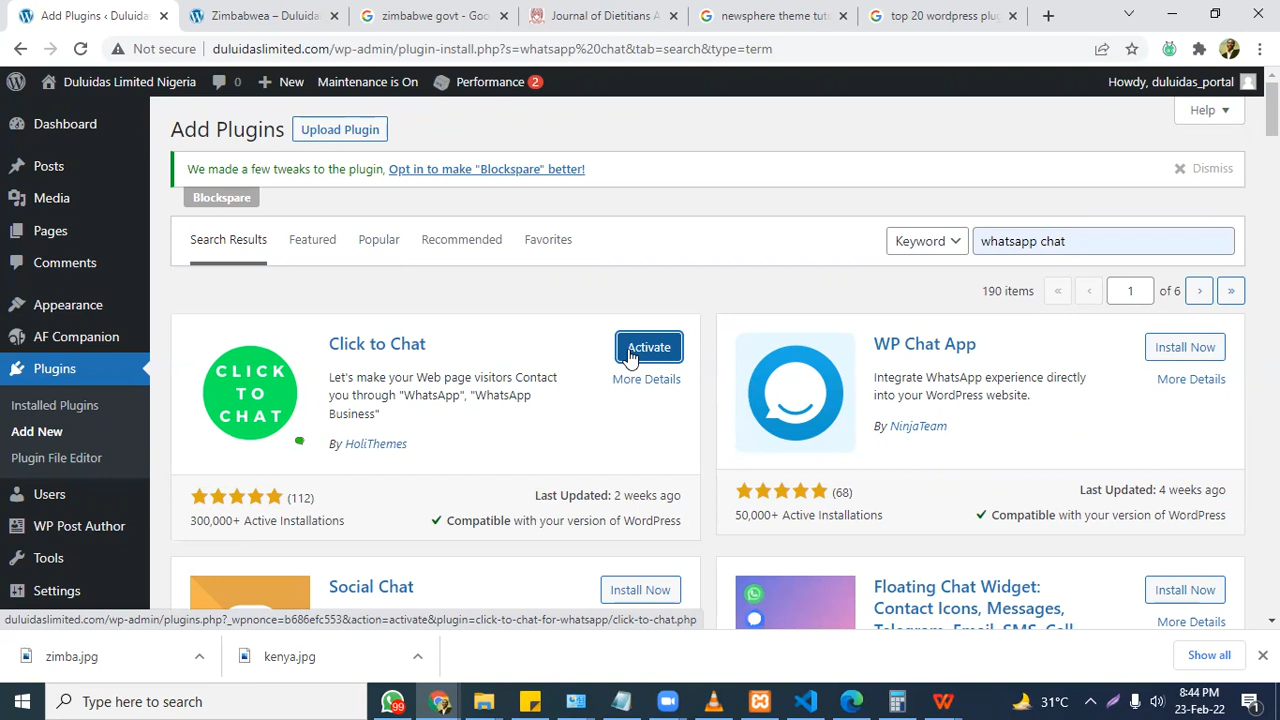 Add Plugins ‹ Duluidas Limited
Zimbabwea – Duluidas
zimbabwe govt - Goo
Journal of Dietitians A
newsphere theme tuto
top 20 wordpress plug
Not secure
duluidaslimited.com/wp-admin/plugin-install.php?s=whatsapp%20chat&tab=search&type=term
Duluidas Limited Nigeria
0
New
Maintenance is On
Performance 2
Howdy, duluidas_portal
Dashboard
Posts
Media
Pages
Comments
Appearance
AF Companion
Plugins
Installed Plugins
Add New
Plugin File Editor
Users
WP Post Author
Tools
Settings
Add Plugins
Upload Plugin
Help
We made a few tweaks to the plugin, Opt in to make "Blockspare" better!
Dismiss
Blockspare
Search Results
Featured
Popular
Recommended
Favorites
Keyword
whatsapp chat
190 items
«
‹
1
of 6
›
»
CLICK
TO
CHAT
Click to Chat
Activate
More Details
Let's make your Web page visitors Contact
you through "WhatsApp", "WhatsApp
Business"
By HoliThemes
(112)
300,000+ Active Installations
Last Updated: 2 weeks ago
Compatible with your version of WordPress
WP Chat App
Install Now
More Details
Integrate WhatsApp experience directly
into your WordPress website.
By NinjaTeam
(68)
50,000+ Active Installations
Last Updated: 4 weeks ago
Compatible with your version of WordPress
Social Chat
Install Now
Floating Chat Widget:
Contact Icons, Messages,
Telegram, Email, SMS, Call
Install Now
More Details
duluidaslimited.com/wp-admin/plugins.php?_wpnonce=b686efc553&action=activate&plugin=click-to-chat-for-whatsapp/click-to-chat.php
zimba.jpg
kenya.jpg
Show all
Type here to search
99
31°C
8:44 PM
23-Feb-22
1